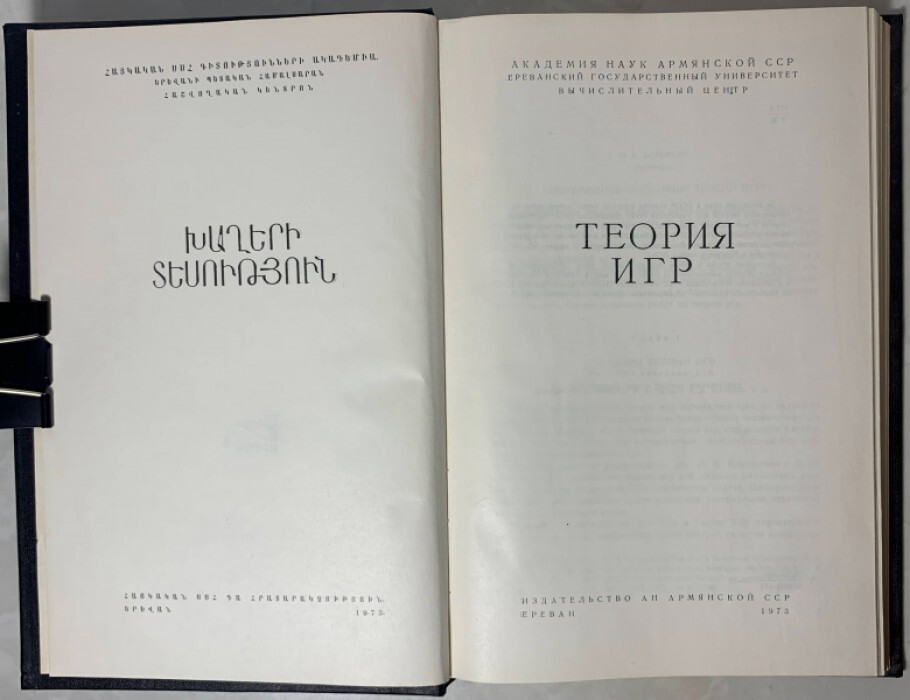 ՀԱՅԿԱԿԱՆ ՍՍՀ ԳԻՏՈՒԹՅՈՒՆՆԵՐԻ ԱԿԱԴԵՄԻԱ
ԵՐԵՎԱՆԻ ՊԵՏԱԿԱՆ ՀԱՄԱԼՍԱՐԱՆ
ՀԱՇՎՈՂԱԿԱՆ ԿԵՆՏՐՈՆ
ԽԱՂԵՐԻ
ՏԵՍՈՒԹՅՈՒՆ
ՀԱՅԿԱԿԱՆ ՍՍՀ ԳԱ ՀՐԱՏԱՐԱԿՉՈՒԹՅՈՒՆ
ԵՐԵՎԱՆ 1973
АКАДЕМИЯ НАУК АРМЯНСКОЙ ССР
ЕРЕВАНСКИЙ ГОСУДАРСТВЕННЫЙ УНИВЕРСИТЕТ
ВЫЧИСЛИТЕЛЬНЫЙ ЦЕНТР
ТЕОРИЯ
ИГР
ИЗДАТЕЛЬСТВО АН АРМЯНСКОЙ ССР
ЕРЕВАН 1973